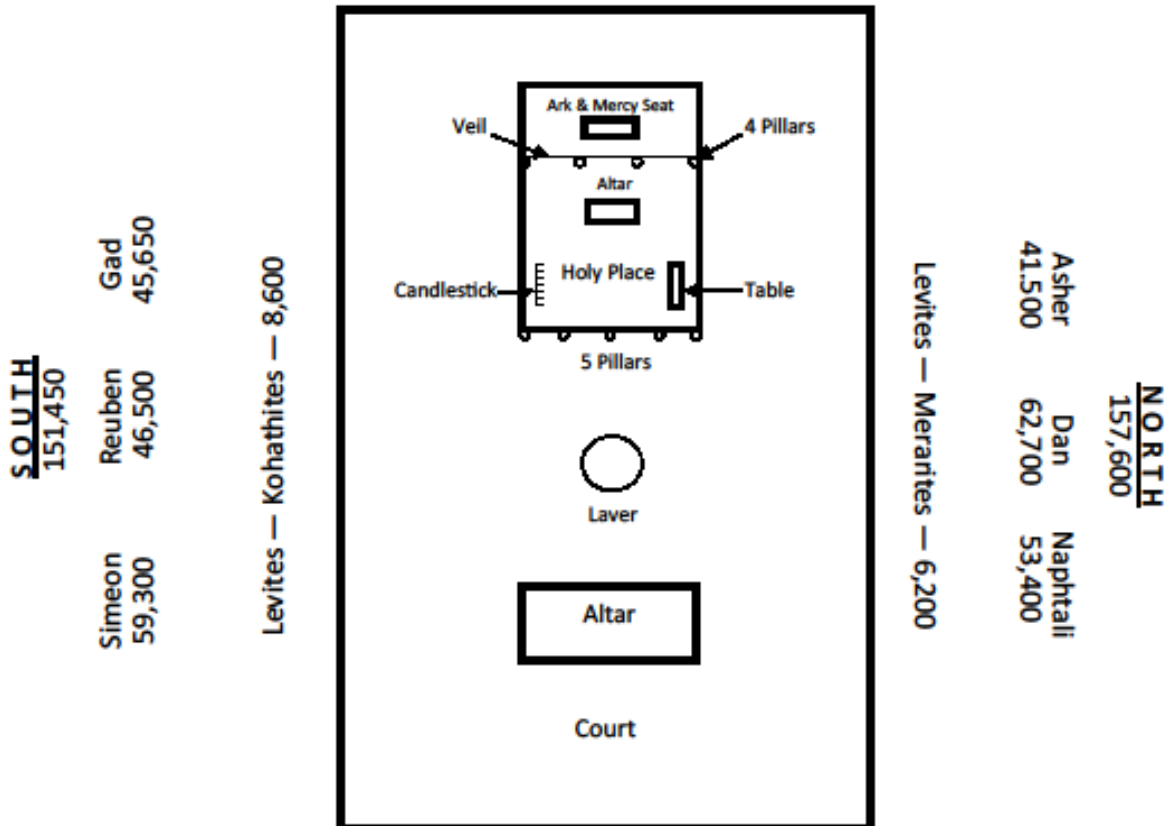 Ark & Mercy Seat
Veil
4 Pillars
Altar
Holy Place
Candlestick
Table
5 Pillars
Laver
Altar
Court
SOUTH
151,450
Gad
45,650
Reuben
46,500
Simeon
59,300
Levites — Kohathites — 8,600
Levites — Merarites — 6,200
Asher
41.500
Dan
62,700
Naphtali
53,400
NORTH
157,600